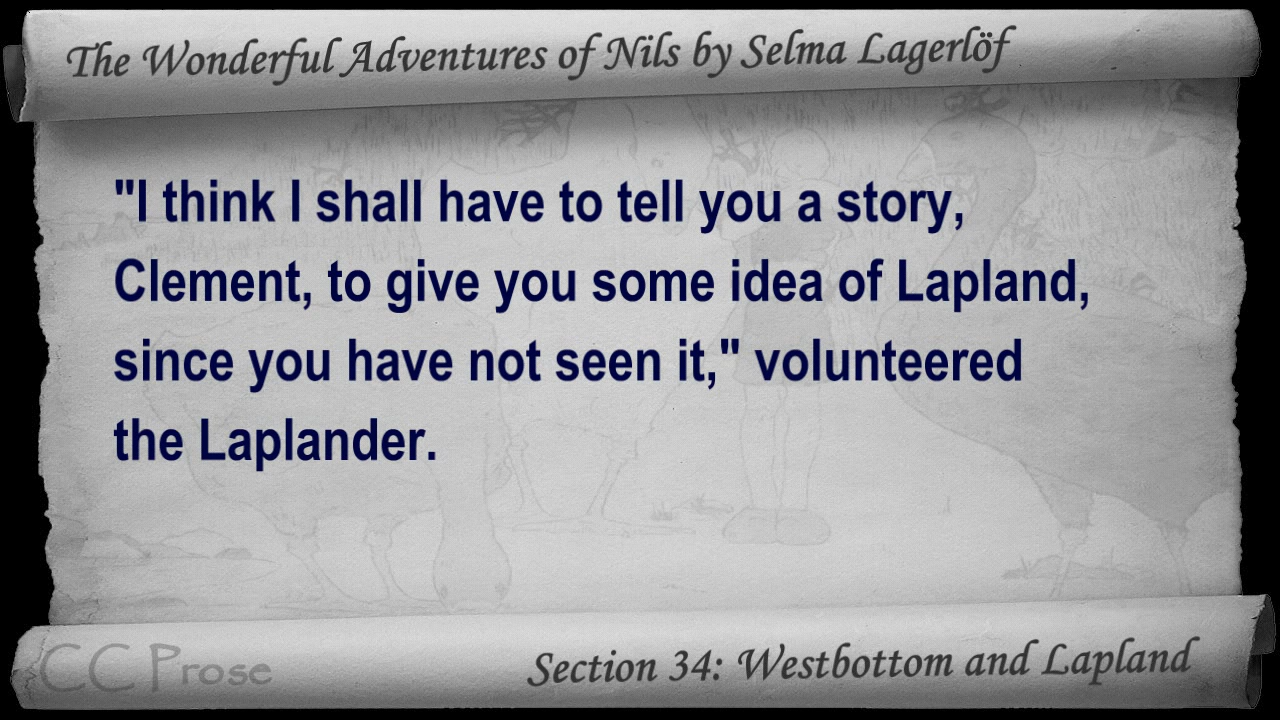 The Wonderful Adventures of Nils by Selma Lagerlöf
"I think I shall have to tell you a story,
Clement, to give you some idea of Lapland,
since you have not seen it," volunteered
the Laplander.
CC Prose
Section 34: Westbottom and Lapland